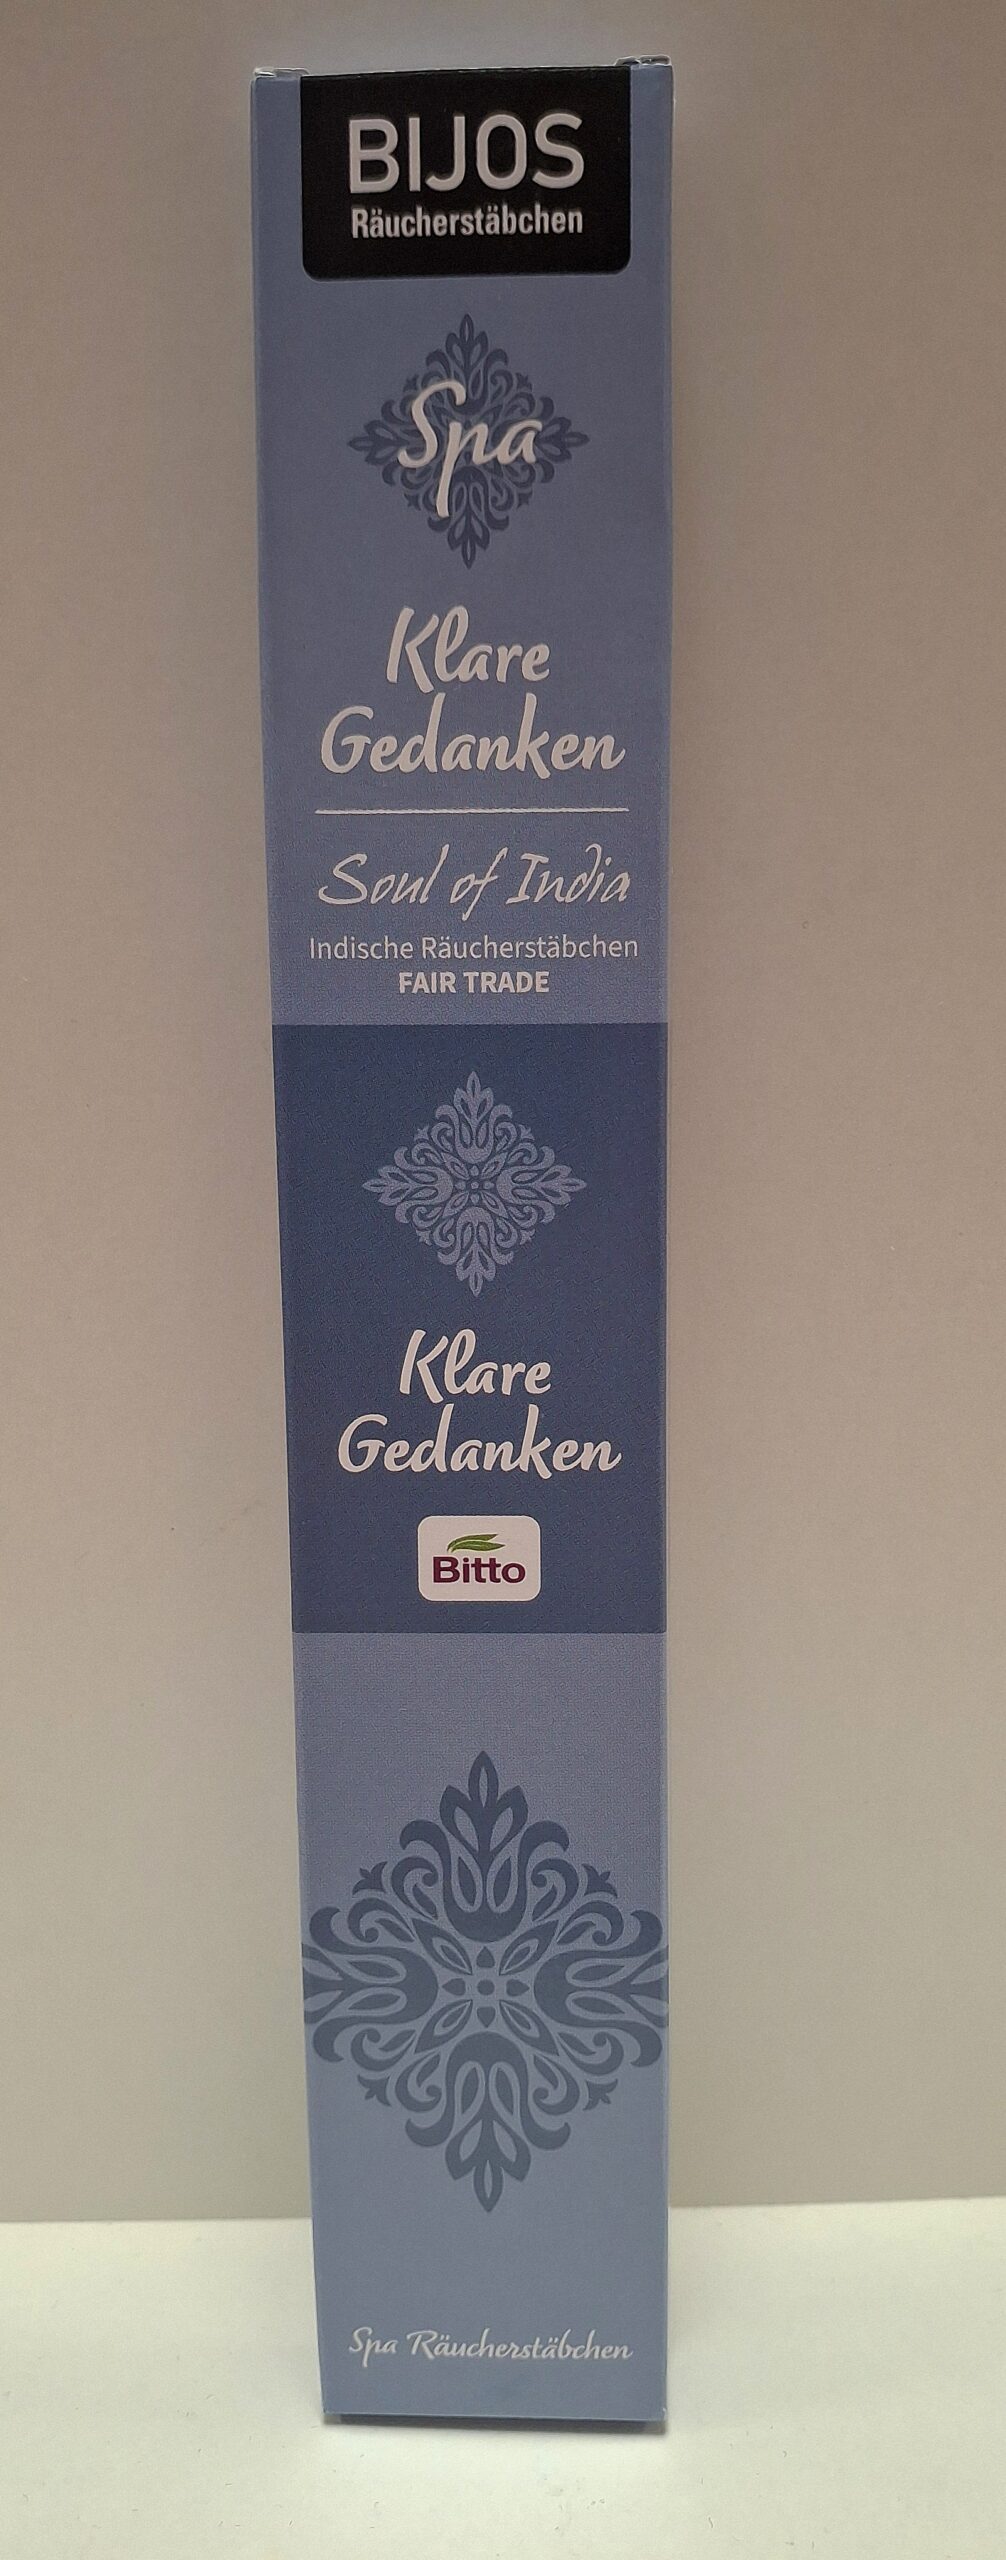 BIJOS
Räucherstäbchen
Spa
Klare
Gedanken
Soul of India
Indische Räucherstäbchen
FAIR TRADE
Klare
Gedanken
Bitto
Spa Räucherstäbchen